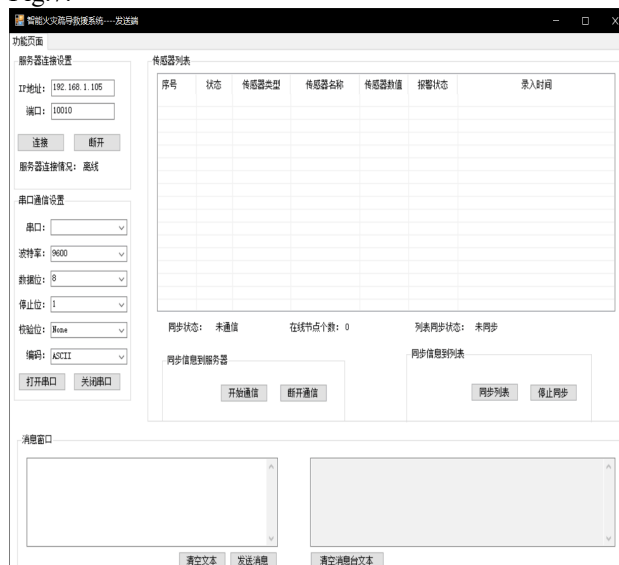 智能火灾疏导救援系统----发送端
功能页面
服务器连接设置
IP地址: 192.168.1.105
端口: 10010
连接 断开
服务器连接情况: 离线
串口通信设置
串口:
波特率: 9600
数据位: 8
停止位: 1
校验位: None
编码: ASCII
打开串口 关闭串口
传感器列表
序号 状态 传感器类型 传感器名称 传感器数值 报警状态 录入时间
同步状态: 未通信 在线节点个数: 0 列表同步状态: 未同步
同步信息到服务器
开始通信 断开通信
同步信息到列表
同步列表 停止同步
消息窗口
清空文本 发送消息 清空消息台文本